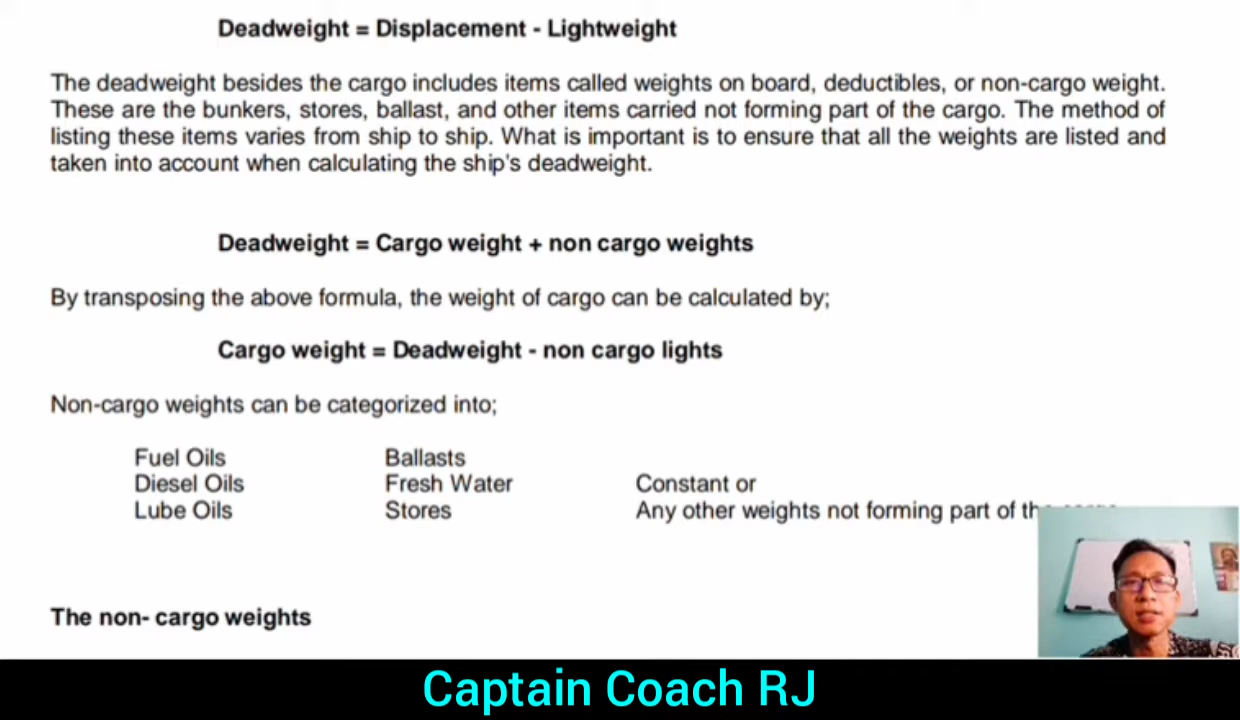 Deadweight = Displacement - Lightweight
The deadweight besides the cargo includes items called weights on board, deductibles, or non-cargo weight.
These are the bunkers, stores, ballast, and other items carried not forming part of the cargo. The method of
listing these items varies from ship to ship. What is important is to ensure that all the weights are listed and
taken into account when calculating the ship's deadweight.
Deadweight = Cargo weight + non cargo weights
By transposing the above formula, the weight of cargo can be calculated by;
Cargo weight = Deadweight - non cargo lights
Non-cargo weights can be categorized into;
Fuel Oils Ballasts
Diesel Oils Fresh Water Constant or
Lube Oils Stores Any other weights not forming part of
The non- cargo weights
Captain Coach RJ